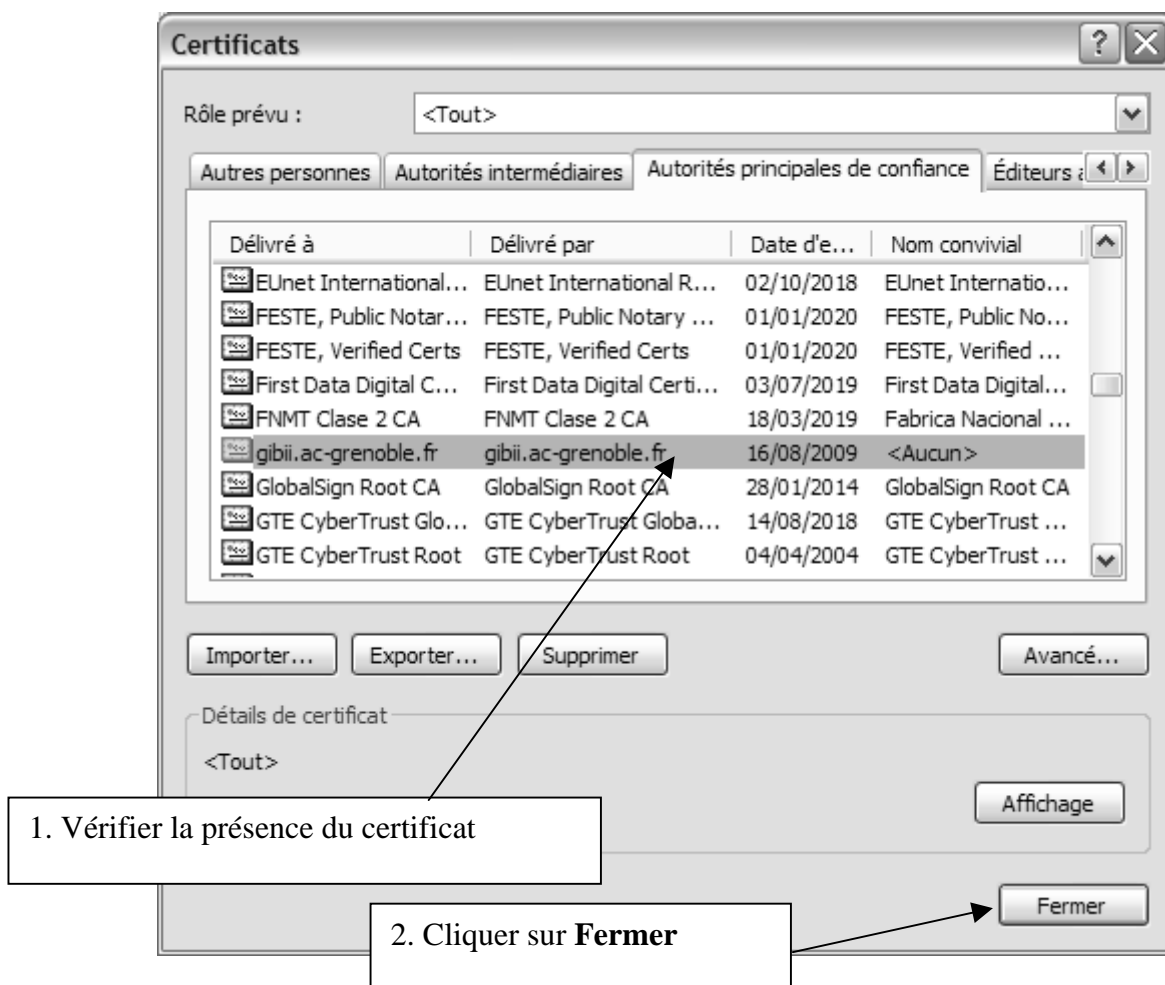 Certificats
Rôle prévu : <Tout>
Autres personnes Autorités intermédiaires Autorités principales de confiance Éditeurs a
Délivré à Délivré par Date d'e... Nom convivial
EUnet International... EUnet International R... 02/10/2018 EUnet Internatio...
FESTE, Public Notar... FESTE, Public Notary ... 01/01/2020 FESTE, Public No...
FESTE, Verified Certs FESTE, Verified Certs 01/01/2020 FESTE, Verified ...
First Data Digital C... First Data Digital Certi... 03/07/2019 First Data Digital...
FNMT Clase 2 CA FNMT Clase 2 CA 18/03/2019 Fabrica Nacional ...
gibii.ac-grenoble.fr gibii.ac-grenoble.fr 16/08/2009 <Aucun>
GlobalSign Root CA GlobalSign Root CA 28/01/2014 GlobalSign Root CA
GTE CyberTrust Glo... GTE CyberTrust Globa... 14/08/2018 GTE CyberTrust ...
GTE CyberTrust Root GTE CyberTrust Root 04/04/2004 GTE CyberTrust ...
Importer... Exporter... Supprimer Avancé...
Détails de certificat
<Tout>
Affichage
1. Vérifier la présence du certificat
Fermer
2. Cliquer sur Fermer